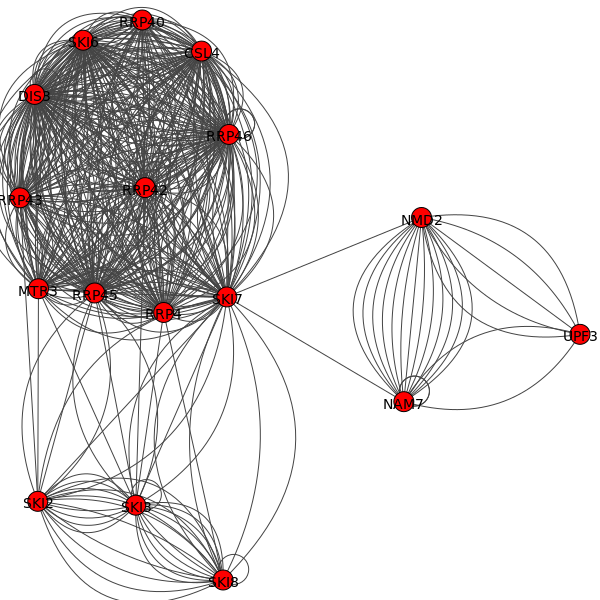 RRP40
SKI6
CSL4
DIS3
RRP46
RRP42
RRP43
NMD2
MTR3
RRP45
SKI7
RRP4
UPF3
NAM7
SKI2
SKI3
SKI8